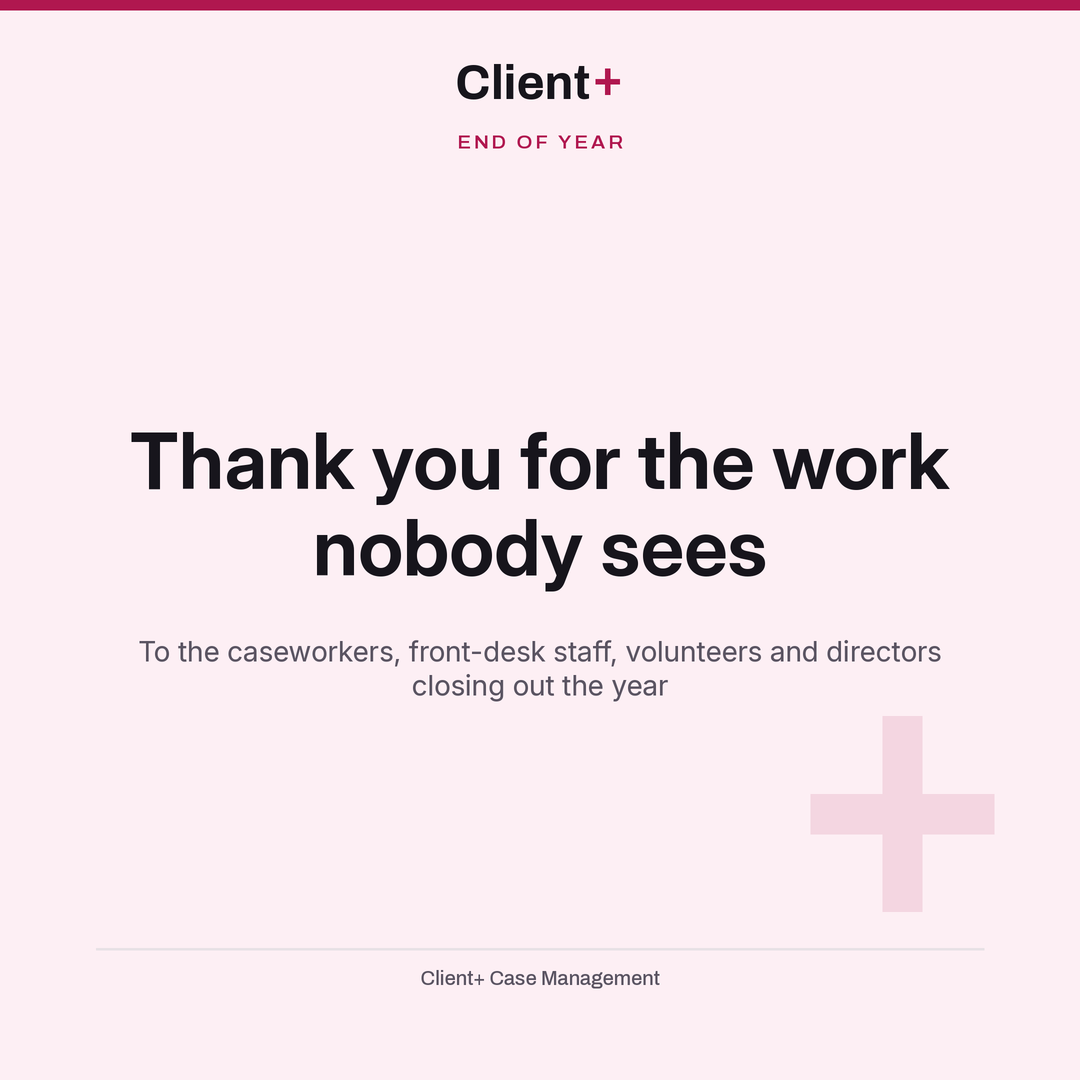 Client+
END OF YEAR
Thank you for the work
nobody sees
To the caseworkers, front-desk staff, volunteers and directors
closing out the year
Client+ Case Management